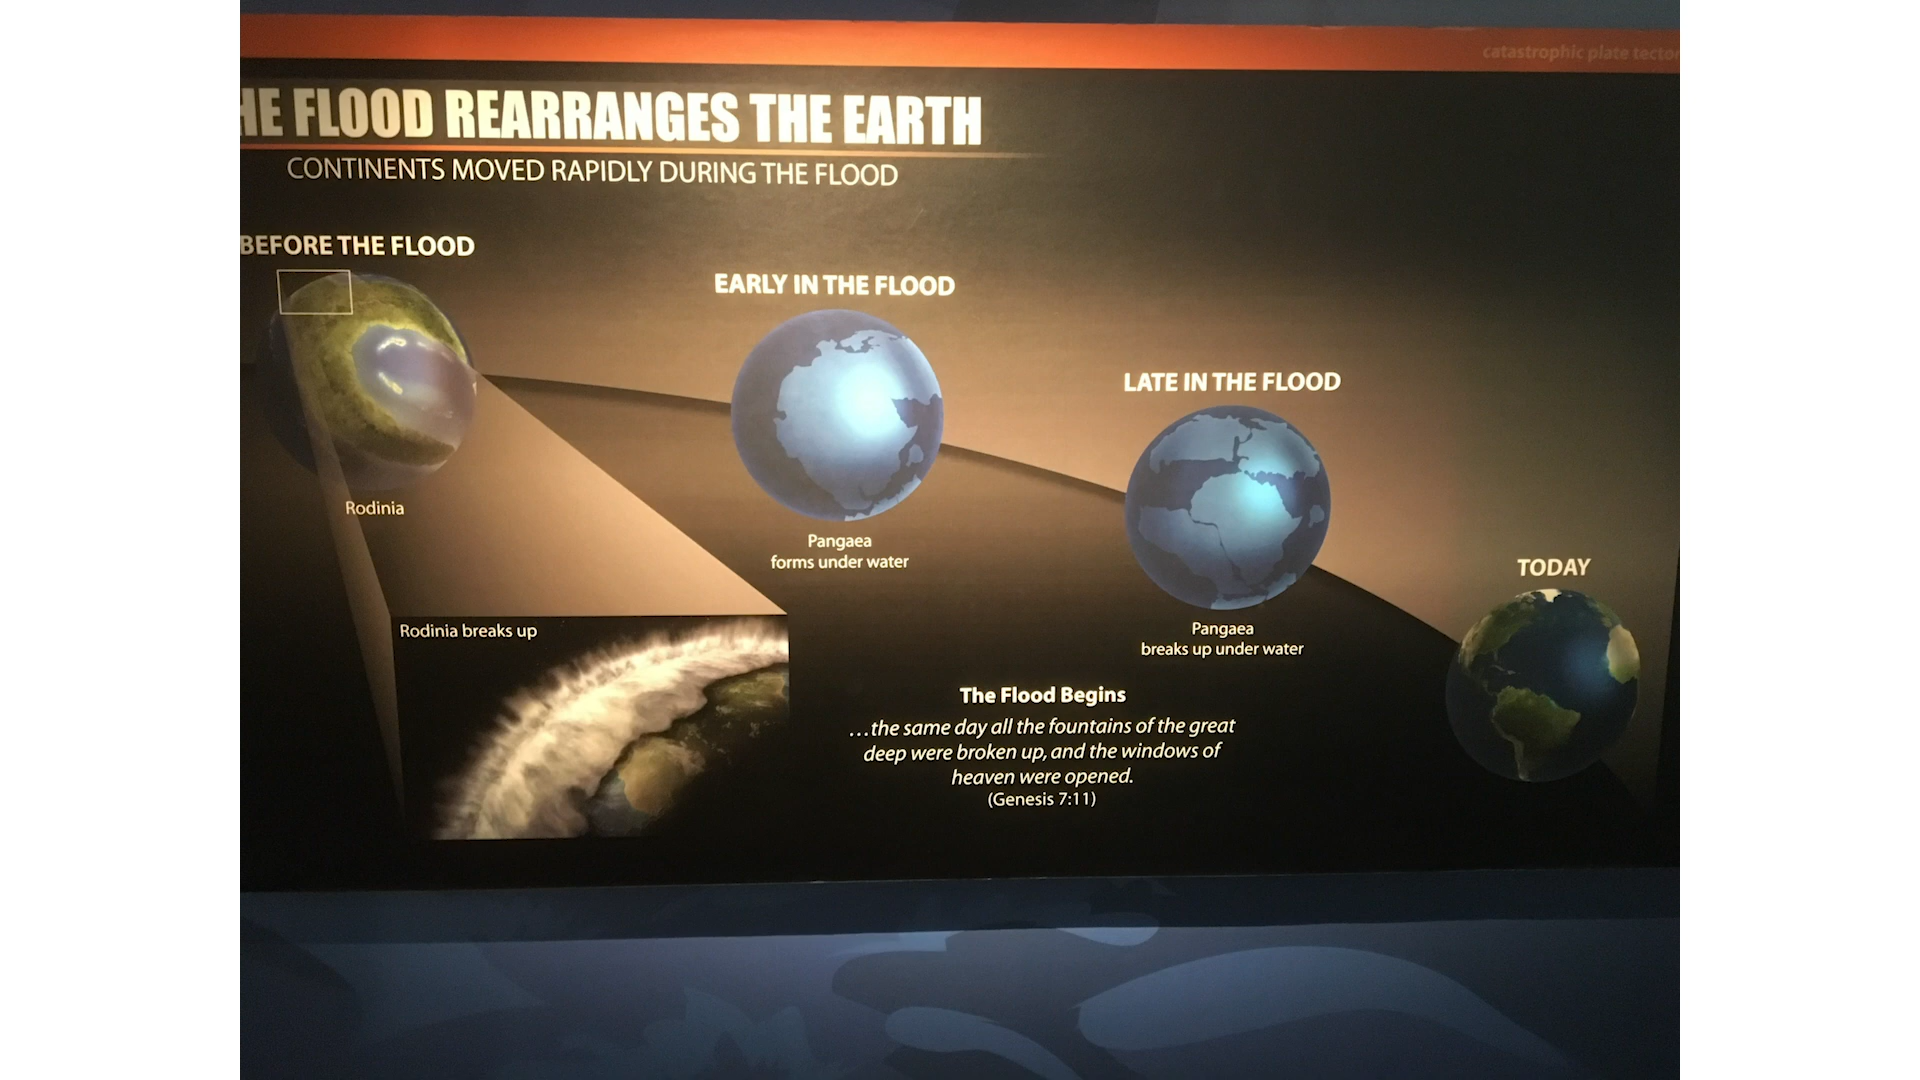 catastrophic plate tecton
HE FLOOD REARRANGES THE EARTH
CONTINENTS MOVED RAPIDLY DURING THE FLOOD
BEFORE THE FLOOD
Rodinia
Rodinia breaks up
EARLY IN THE FLOOD
Pangaea
forms under water
LATE IN THE FLOOD
Pangaea
breaks up under water
TODAY
The Flood Begins
...the same day all the fountains of the great
deep were broken up, and the windows of
heaven were opened.
(Genesis 7:11)